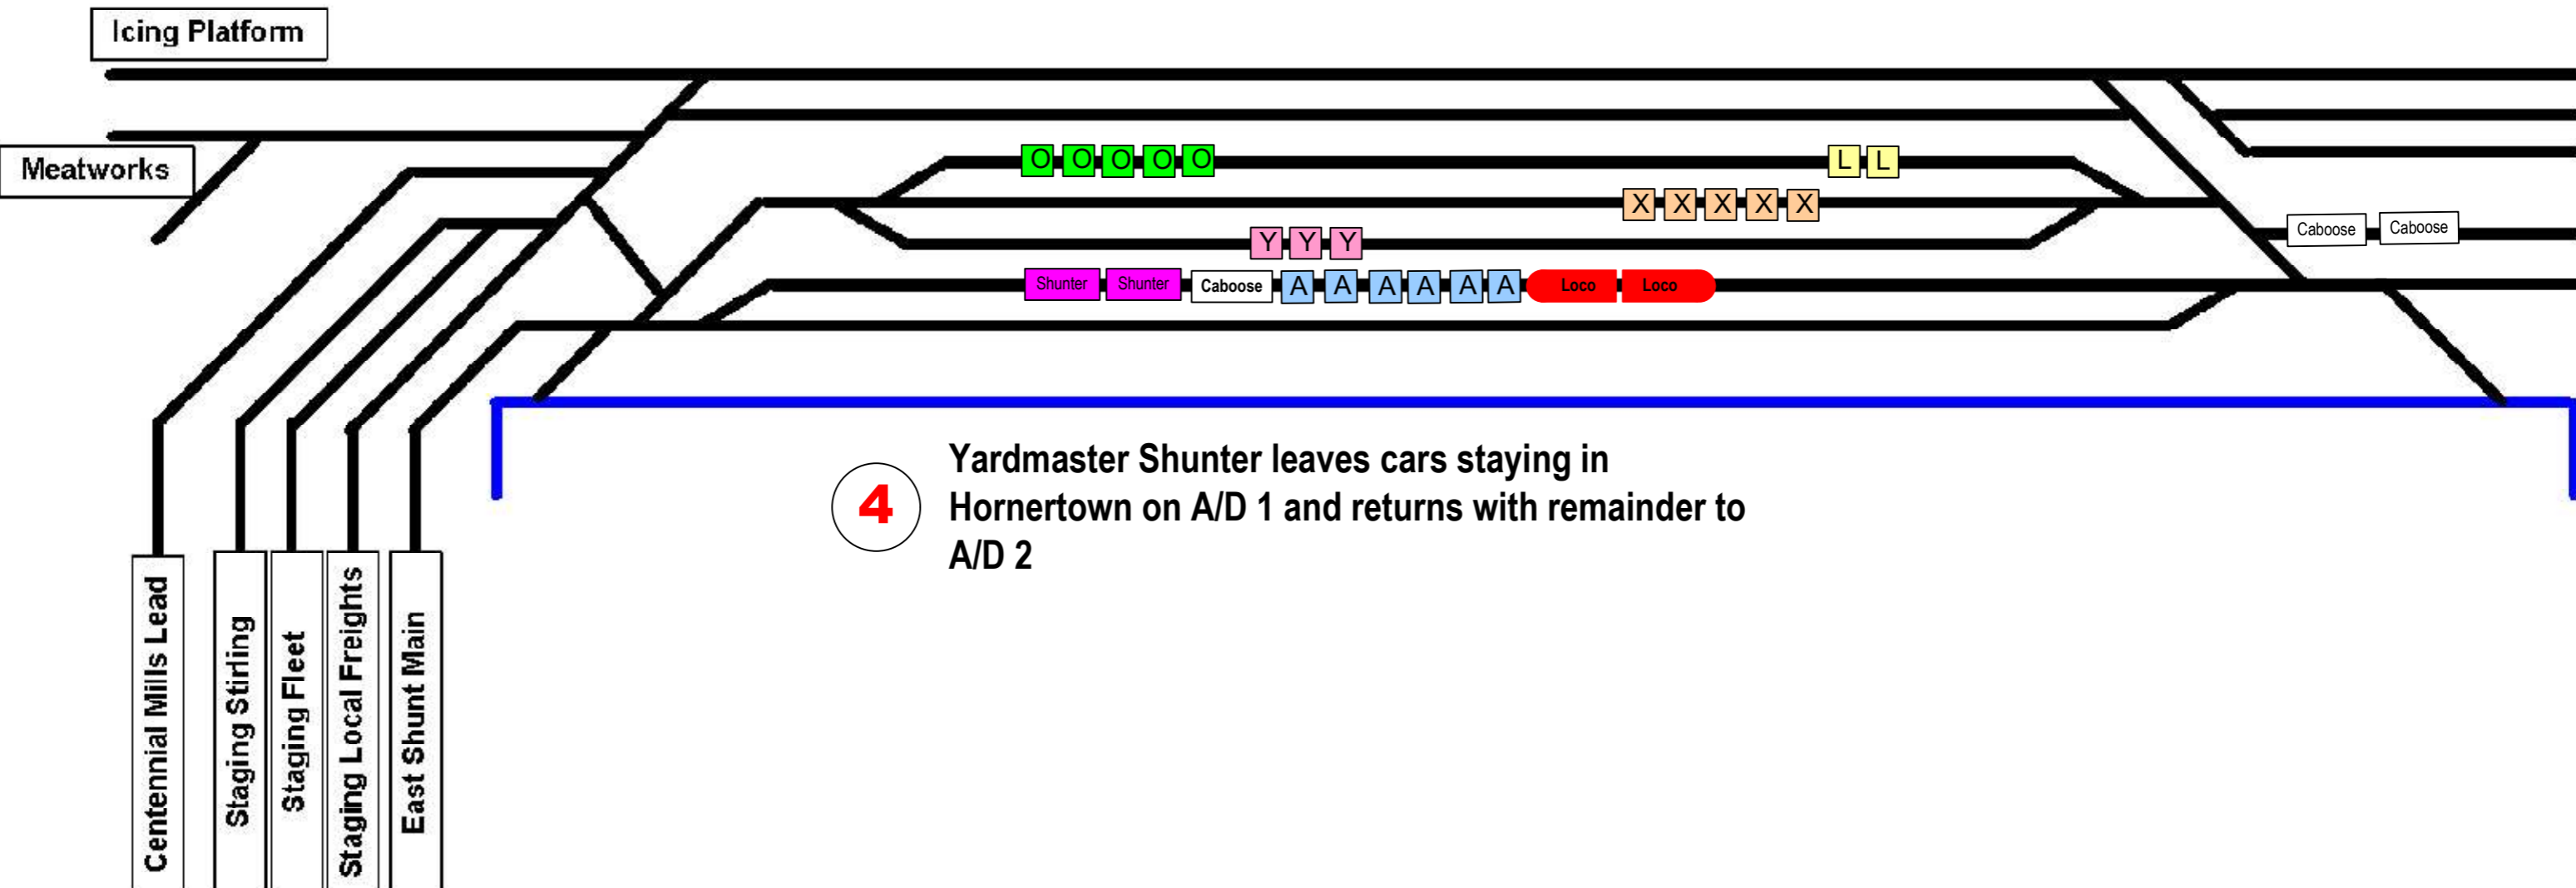 Icing Platform
Meatworks
O O O O O
L L
X X X X X
Caboose Caboose
Y Y Y
Shunter Shunter Caboose A A A A A A Loco Loco
4
Yardmaster Shunter leaves cars staying in
Hornertown on A/D 1 and returns with remainder to
A/D 2
Centennial Mills Lead
Staging Stirling
Staging Fleet
Staging Local Freights
East Shunt Main